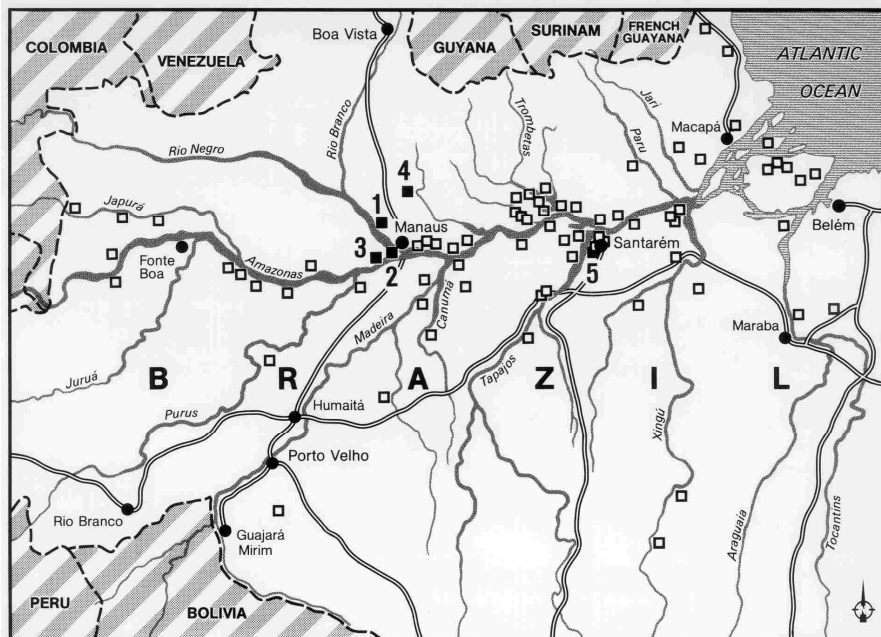 COLOMBIA
VENEZUELA
Boa Vista
GUYANA
SURINAM
FRENCH
GUAYANA
ATLANTIC
OCEAN
Rio Negro
Rio Branco
Trombetas
Jari
Paru
Macapá
Japurá
4
1
Manaus
Santarém
Belém
Fonte
Boa
Amazonas
3
2
5
Canumá
Madeira
Maraba
Juruá
B R A Z I L
Tapajos
Xingú
Purus
Humaitá
Porto Velho
Rio Branco
Guajará
Mirim
Araguaia
Tocantins
PERU
BOLIVIA